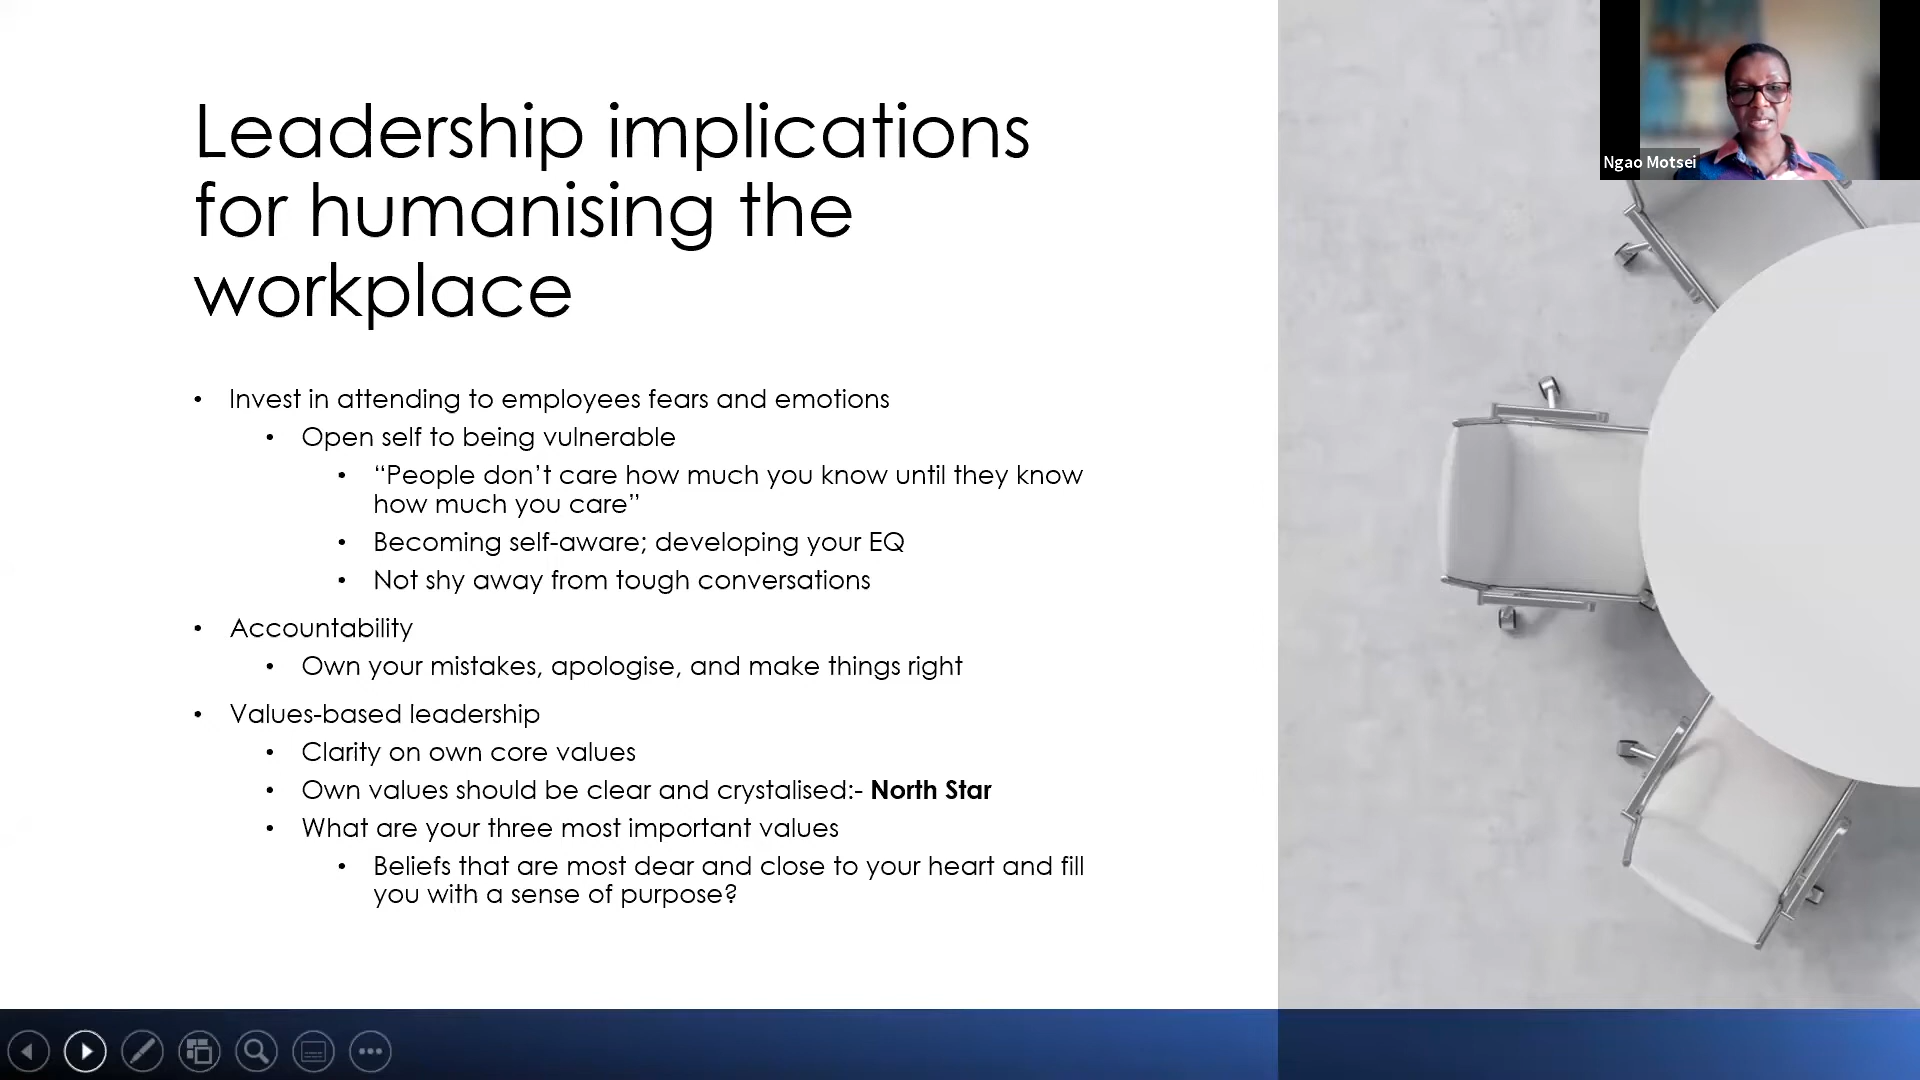 Leadership implications
for humanising the
workplace
• Invest in attending to employees fears and emotions
• Open self to being vulnerable
• “People don’t care how much you know until they know
how much you care”
• Becoming self-aware; developing your EQ
• Not shy away from tough conversations
• Accountability
• Own your mistakes, apologise, and make things right
• Values-based leadership
• Clarity on own core values
• Own values should be clear and crystalised:- North Star
• What are your three most important values
• Beliefs that are most dear and close to your heart and fill
you with a sense of purpose?
Ngao Motsei